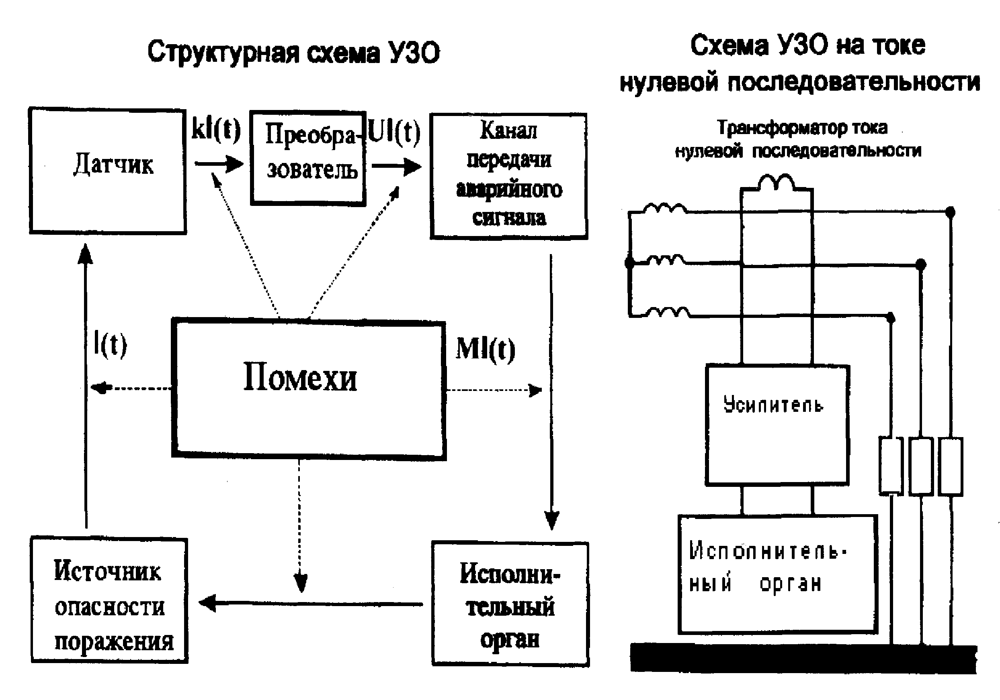 Структурная схема УЗО
Датчик
kI(t)
Преобра-
зователь
UI(t)
Канал
передачи
аварийного
сигнала
I(t)
Помехи
MI(t)
Источник
опасности
поражения
Исполни-
тельный
орган
Схема УЗО на токе
нулевой последовательности
Трансформатор тока
нулевой последовательности
Усилитель
Исполнитель-
ный орган